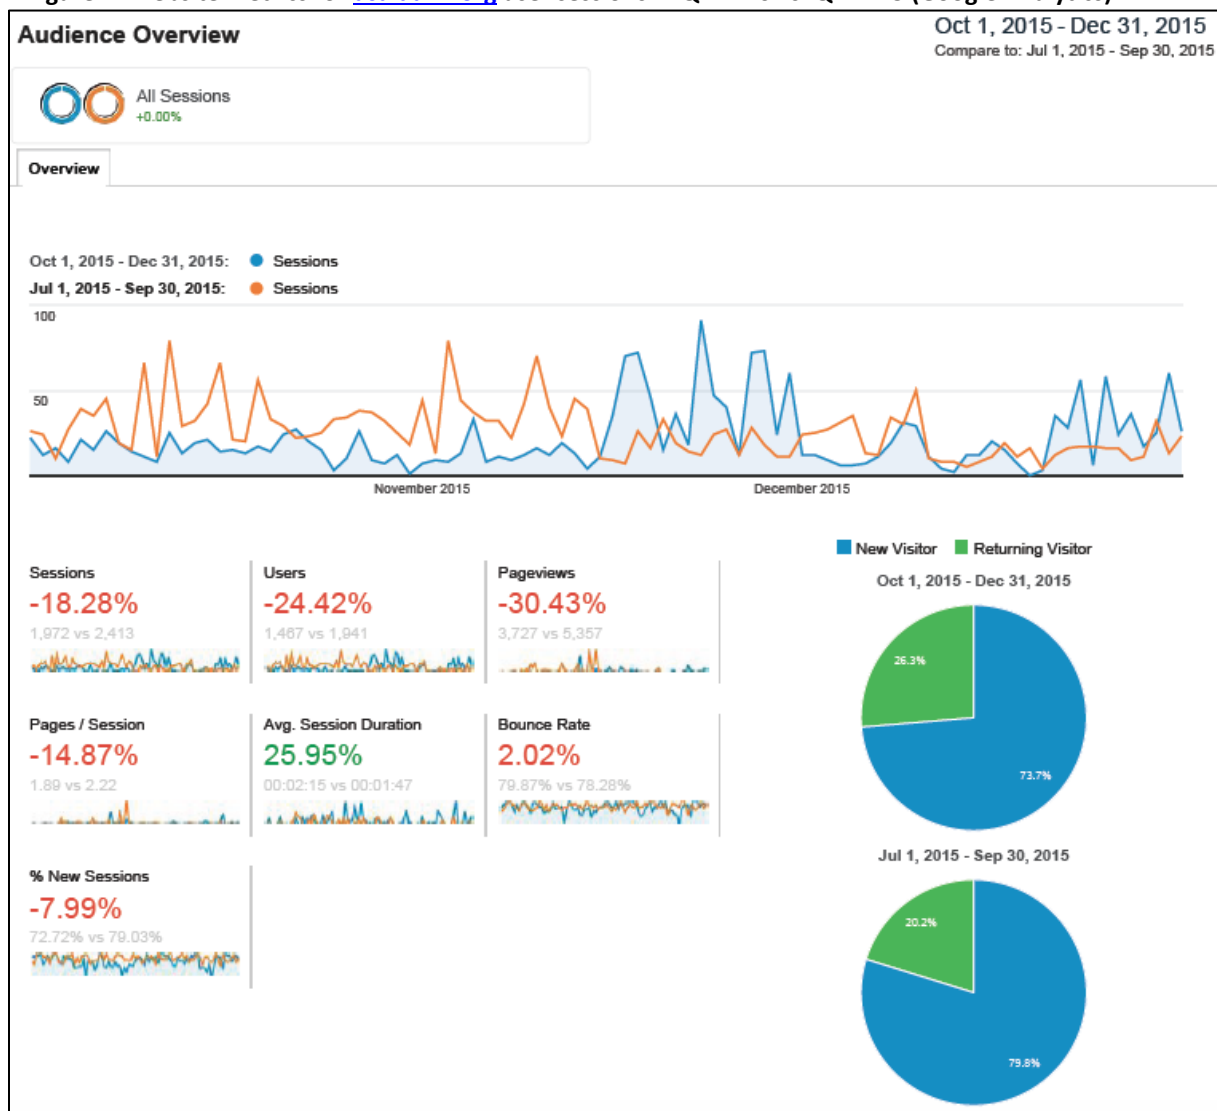 Audience Overview
Oct 1, 2015 - Dec 31, 2015
Compare to: Jul 1, 2015 - Sep 30, 2015
All Sessions
+0.00%
Overview
Oct 1, 2015 - Dec 31, 2015: Sessions
Jul 1, 2015 - Sep 30, 2015: Sessions
100
50
November 2015
December 2015
New Visitor Returning Visitor
Oct 1, 2015 - Dec 31, 2015
26.3%
73.7%
Jul 1, 2015 - Sep 30, 2015
20.2%
79.8%
Sessions
-18.28%
1,972 vs 2,413
Users
-24.42%
1,467 vs 1,941
Pageviews
-30.43%
3,727 vs 5,357
Pages / Session
-14.87%
1.89 vs 2.22
Avg. Session Duration
25.95%
00:02:15 vs 00:01:47
Bounce Rate
2.02%
79.87% vs 78.28%
% New Sessions
-7.99%
72.72% vs 79.03%